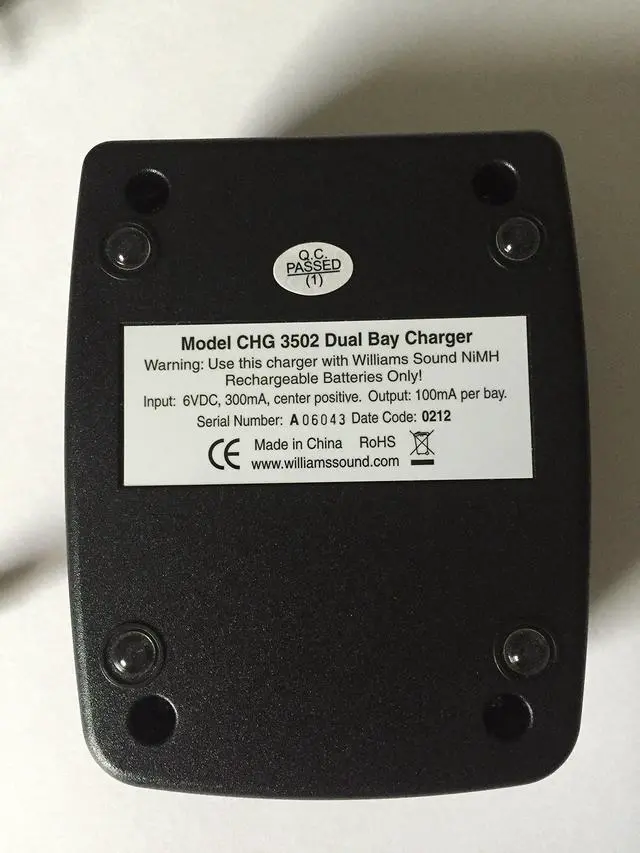 Q.C.
PASSED
(1)
Model CHG 3502 Dual Bay Charger
Warning: Use this charger with Williams Sound NiMH
Rechargeable Batteries Only!
Input: 6VDC, 300mA, center positive. Output: 100mA per bay.
Serial Number: A 06043 Date Code: 0212
CE Made in China RoHS
www.williamssound.com